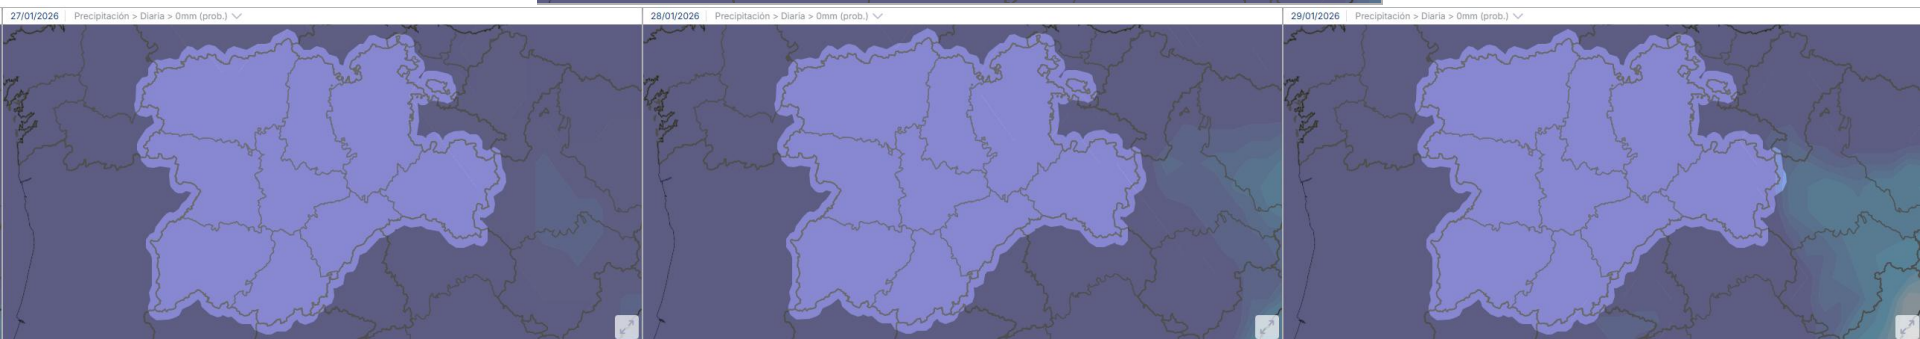 27/01/2026 Precipitación > Diaria > 0mm (prob.)
28/01/2026 Precipitación > Diaria > 0mm (prob.)
29/01/2026 Precipitación > Diaria > 0mm (prob.)